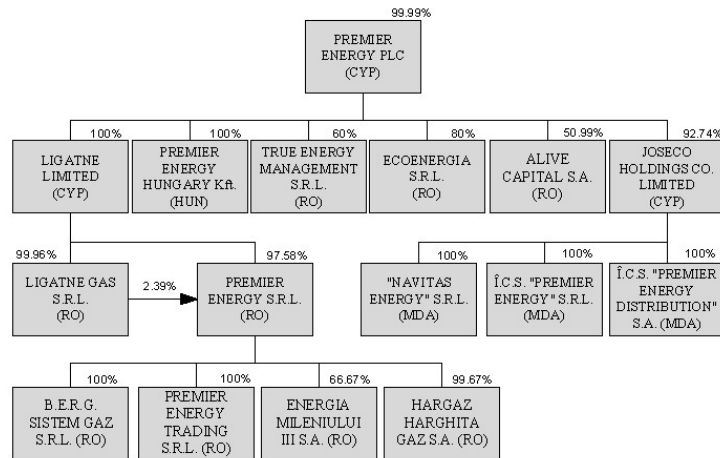 99.99%
PREMIER
ENERGY PLC
(CYP)
100%
LIGATNE
LIMITED
(CYP)
100%
PREMIER
ENERGY
HUNGARY Kft.
(HUN)
60%
TRUE ENERGY
MANAGEMENT
S.R.L.
(RO)
80%
ECOENERGIA
S.R.L.
(RO)
50.99%
ALIVE
CAPITAL S.A.
(RO)
92.74%
JOSECO
HOLDINGS CO.
LIMITED
(CYP)
99.96%
LIGATNE GAS
S.R.L.
(RO)
2.39%
97.58%
PREMIER
ENERGY S.R.L.
(RO)
100%
"NAVITAS
ENERGY" S.R.L.
(MDA)
100%
Î.C.S. "PREMIER
ENERGY" S.R.L.
(MDA)
100%
Î.C.S. "PREMIER
ENERGY
DISTRIBUTION"
S.A. (MDA)
100%
B.E.R.G.
SISTEM GAZ
S.R.L. (RO)
100%
PREMIER
ENERGY
TRADING
S.R.L. (RO)
66.67%
ENERGIA
MILENIULUI
III S.A. (RO)
99.67%
HARGAZ
HARGHITA
GAZ S.A. (RO)